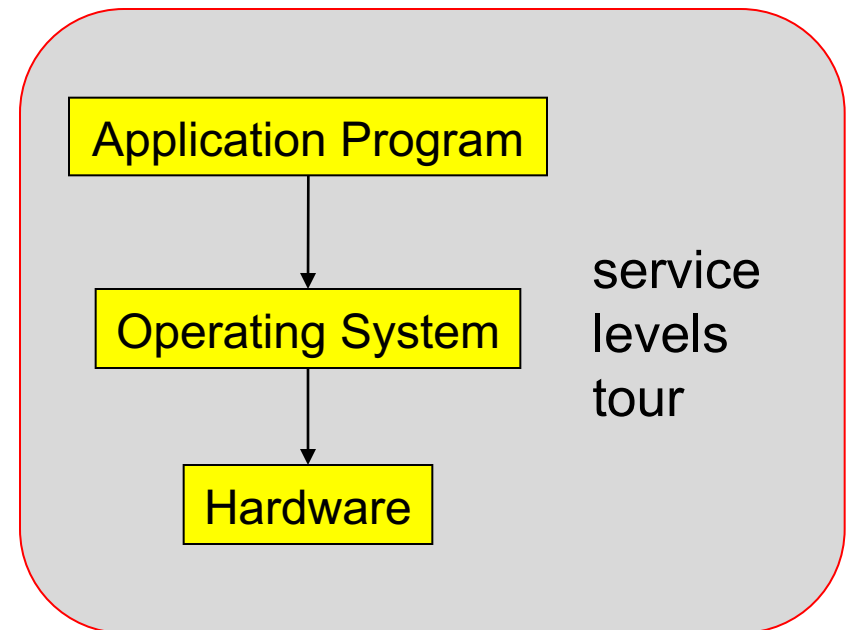 Application Program
Operating System
Hardware
service
levels
tour